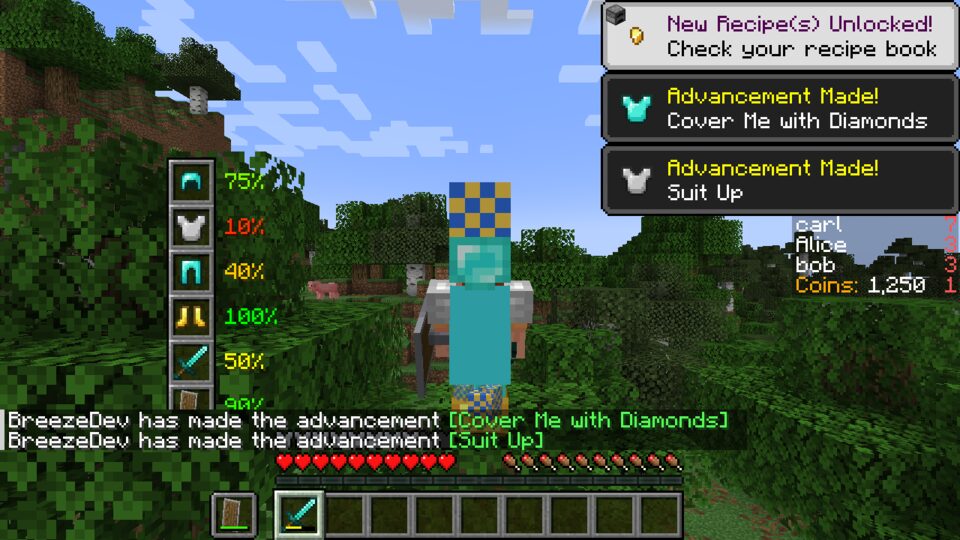 New Recipe(s) Unlocked!
Check your recipe book
Advancement Made!
Cover Me with Diamonds
Advancement Made!
Suit Up
carl 7
Alice 3
bob 3
Coins: 1,250 1
75%
10%
40%
100%
50%
90%
BreezeDev has made the advancement [Cover Me with Diamonds]
BreezeDev has made the advancement [Suit Up]